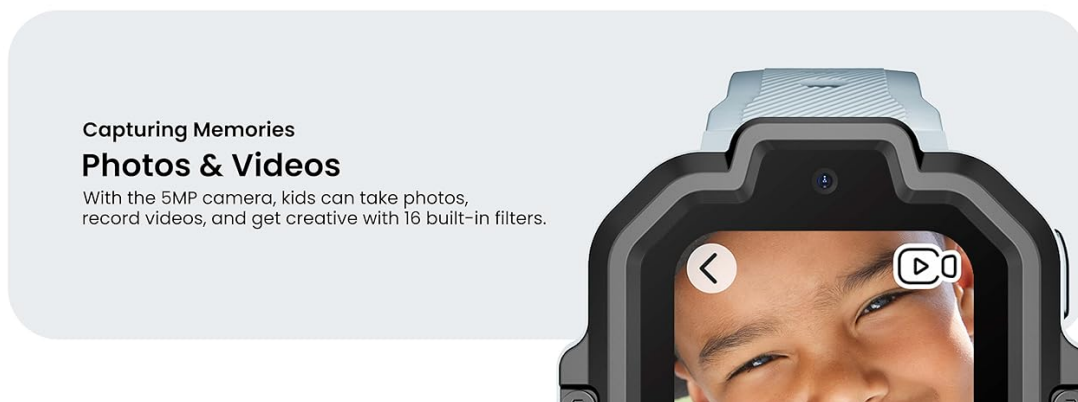 Capturing Memories
Photos & Videos
With the 5MP camera, kids can take photos,
record videos, and get creative with 16 built-in filters.